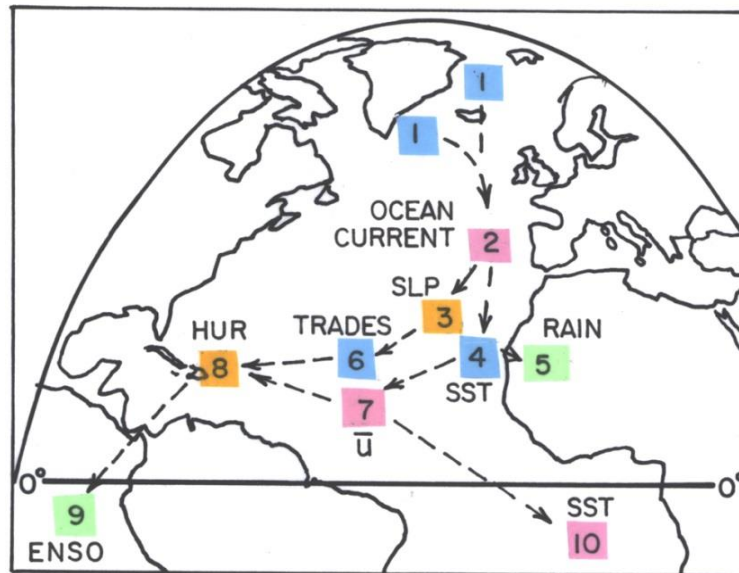 1
1
OCEAN
CURRENT
2
SLP
3
HUR
TRADES
RAIN
8
6
4
5
SST
7
u̅
0°
0°
9
ENSO
SST
10